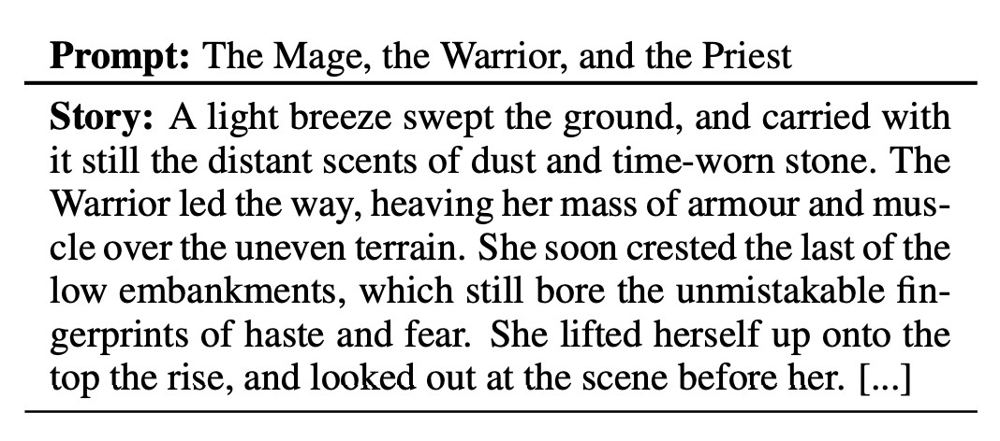 Prompt: The Mage, the Warrior, and the Priest
Story: A light breeze swept the ground, and carried with
it still the distant scents of dust and time-worn stone. The
Warrior led the way, heaving her mass of armour and mus-
cle over the uneven terrain. She soon crested the last of the
low embankments, which still bore the unmistakable fin-
gerprints of haste and fear. She lifted herself up onto the
top the rise, and looked out at the scene before her. [...]